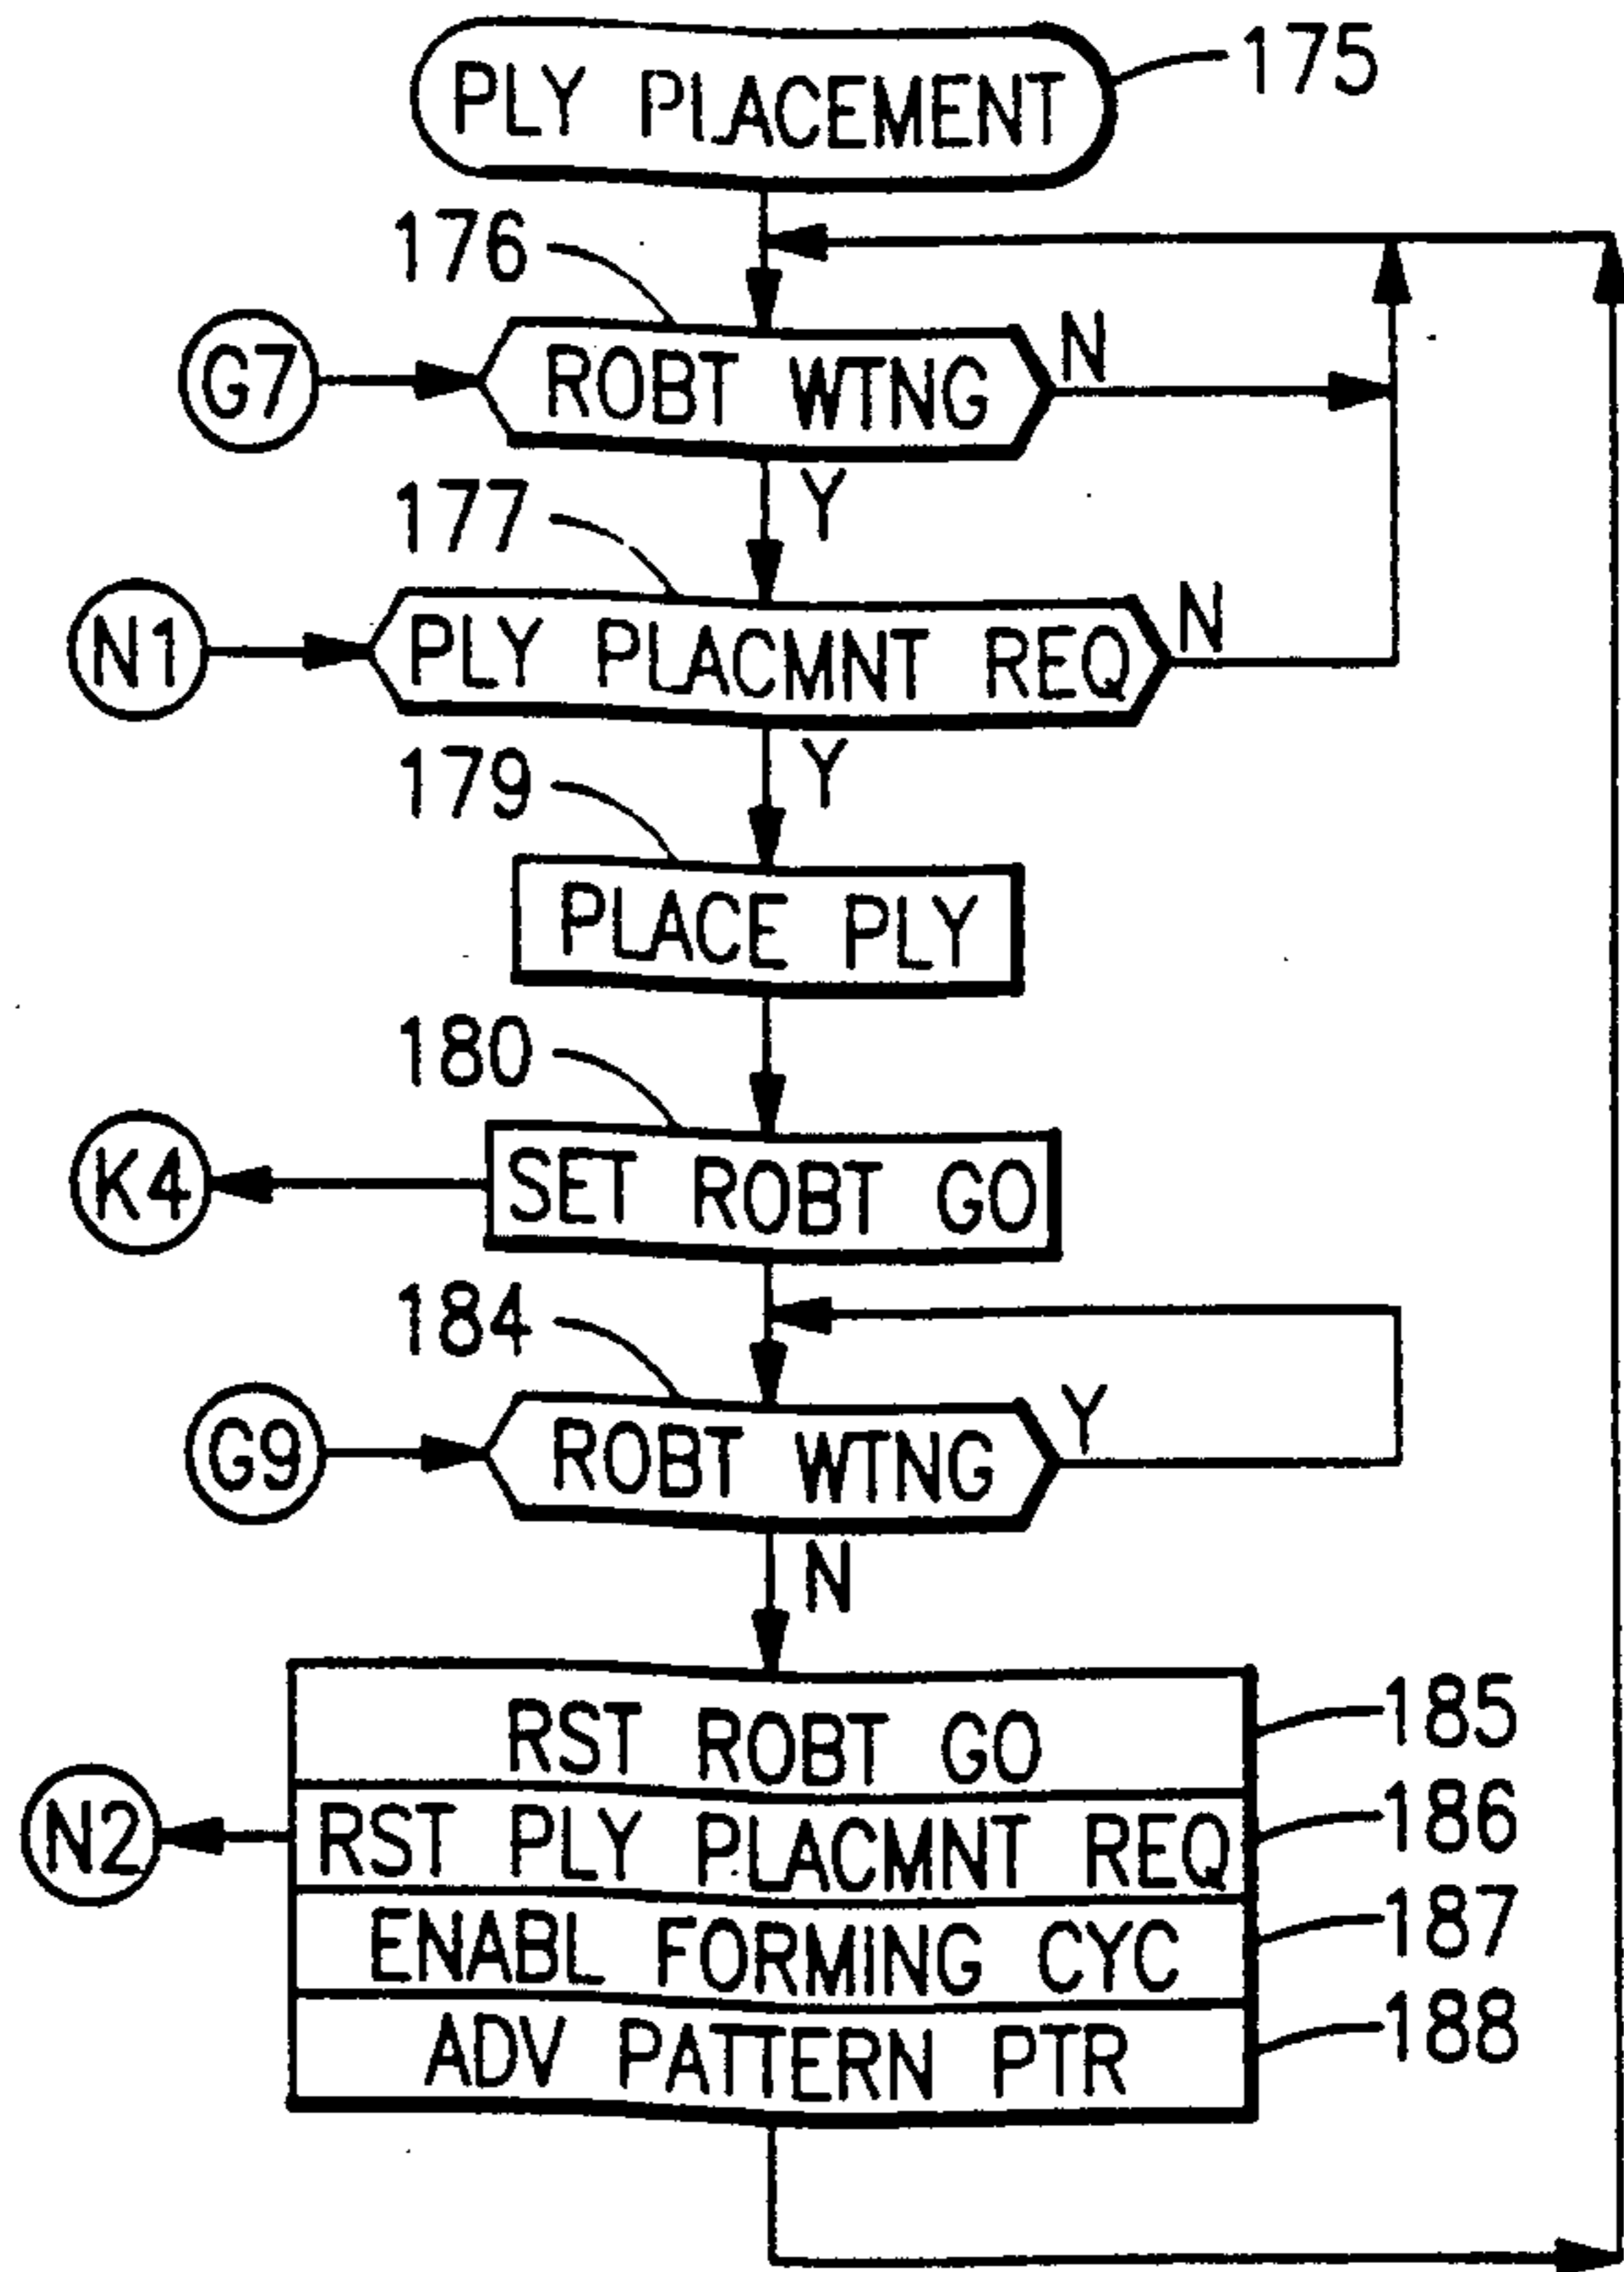 PLY PLACEMENT
175
176
G7
ROBT WTNG
N
Y
177
N1
PLY PLACMNT REQ
N
Y
179
PLACE PLY
180
K4
SET ROBT GO
184
G9
ROBT WTNG
Y
N
RST ROBT GO
185
N2
RST PLY PLACMNT REQ
186
ENABL FORMING CYC
187
ADV PATTERN PTR
188